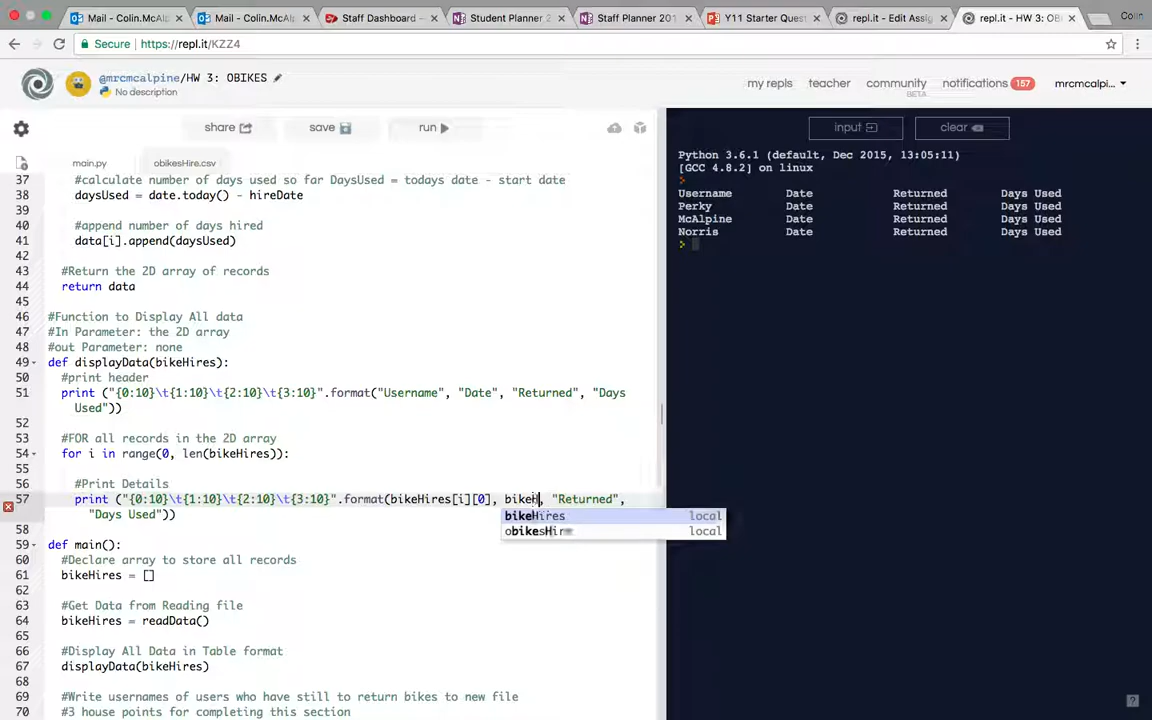 Mail - Colin.McAl
Mail - Colin.McAl
Staff Dashboard -
Student Planner 2
Staff Planner 201
Y11 Starter Quest
repl.it - Edit Assig
repl.it - HW 3: OB
Colin
Secure https://repl.it/KZZ4
@mrcmcalpine/HW 3: OBIKES
No description
my repls teacher community BETA notifications 157 mrcmcalpi...
share save run
input clear
main.py obikesHire.csv
37 #calculate number of days used so far DaysUsed = todays date - start date
38 daysUsed = date.today() - hireDate
39
40 #append number of days hired
41 data[i].append(daysUsed)
42
43 #Return the 2D array of records
44 return data
45
46 #Function to Display All data
47 #In Parameter: the 2D array
48 #out Parameter: none
49 def displayData(bikeHires):
50 #print header
51 print ("{0:10}\t{1:10}\t{2:10}\t{3:10}".format("Username", "Date", "Returned", "Days
Used"))
52
53 #FOR all records in the 2D array
54 for i in range(0, len(bikeHires)):
55
56 #Print Details
57 print ("{0:10}\t{1:10}\t{2:10}\t{3:10}".format(bikeHires[i][0], bikeH, "Returned",
"Days Used"))
bikeHires local
local
58
59 def main():
60 #Declare array to store all records
61 bikeHires = []
62
63 #Get Data from Reading file
64 bikeHires = readData()
65
66 #Display All Data in Table format
67 displayData(bikeHires)
68
69 #Write usernames of users who have still to return bikes to new file
70 #3 house points for completing this section
Python 3.6.1 (default, Dec 2015, 13:05:11)
[GCC 4.8.2] on linux
Username Date Returned Days Used
Perky Date Returned Days Used
McAlpine Date Returned Days Used
Norris Date Returned Days Used